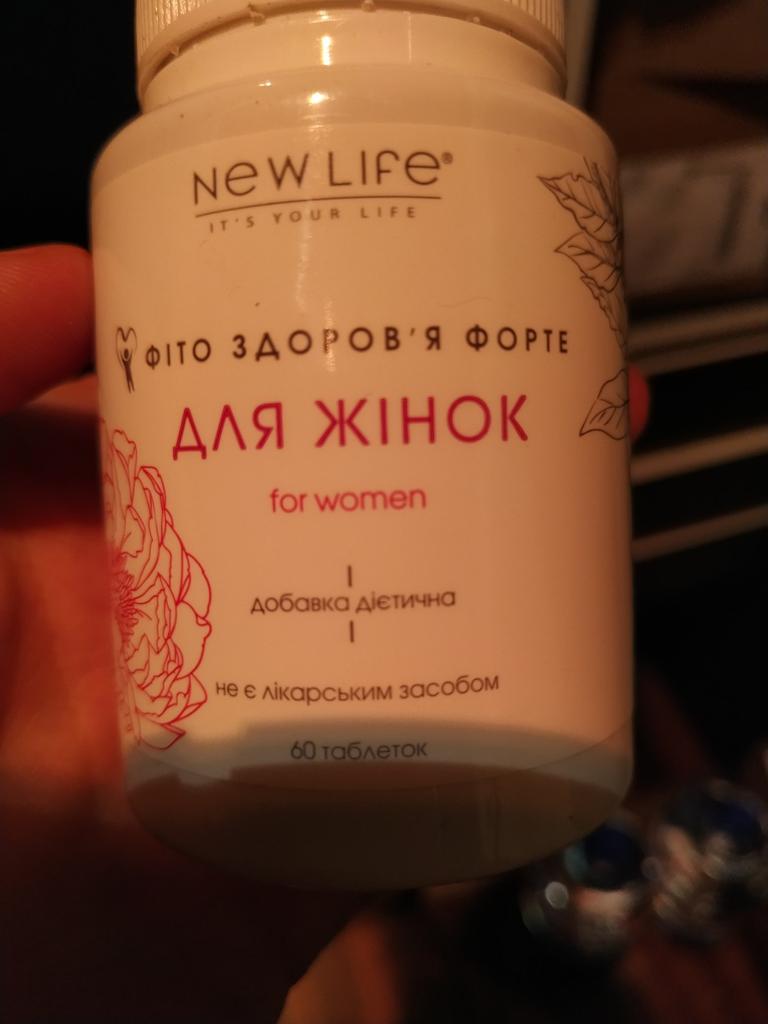 New Life®
IT'S YOUR LIFE
ФІТО ЗДОРОВ'Я ФОРТЕ
ДЛЯ ЖІНОК
for women
добавка дієтична
не є лікарським засобом
60 таблеток